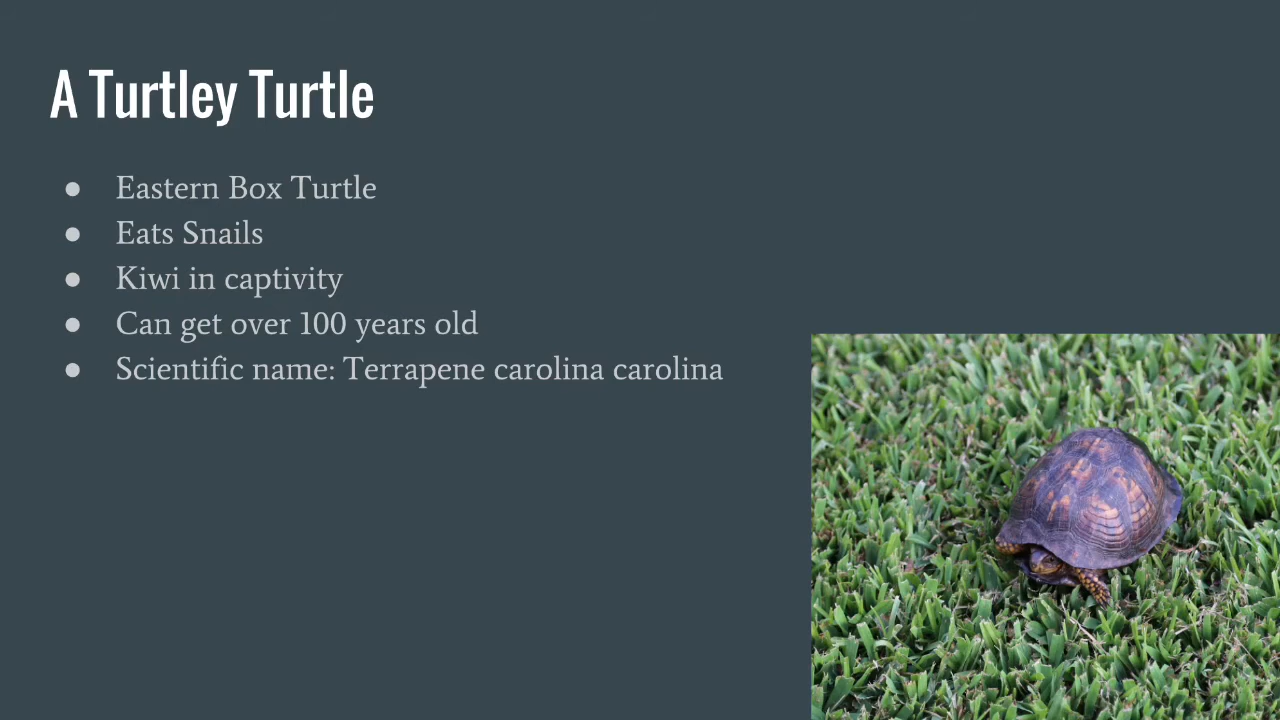 A Turtley Turtle
● Eastern Box Turtle
● Eats Snails
● Kiwi in captivity
● Can get over 100 years old
● Scientific name: Terrapene carolina carolina